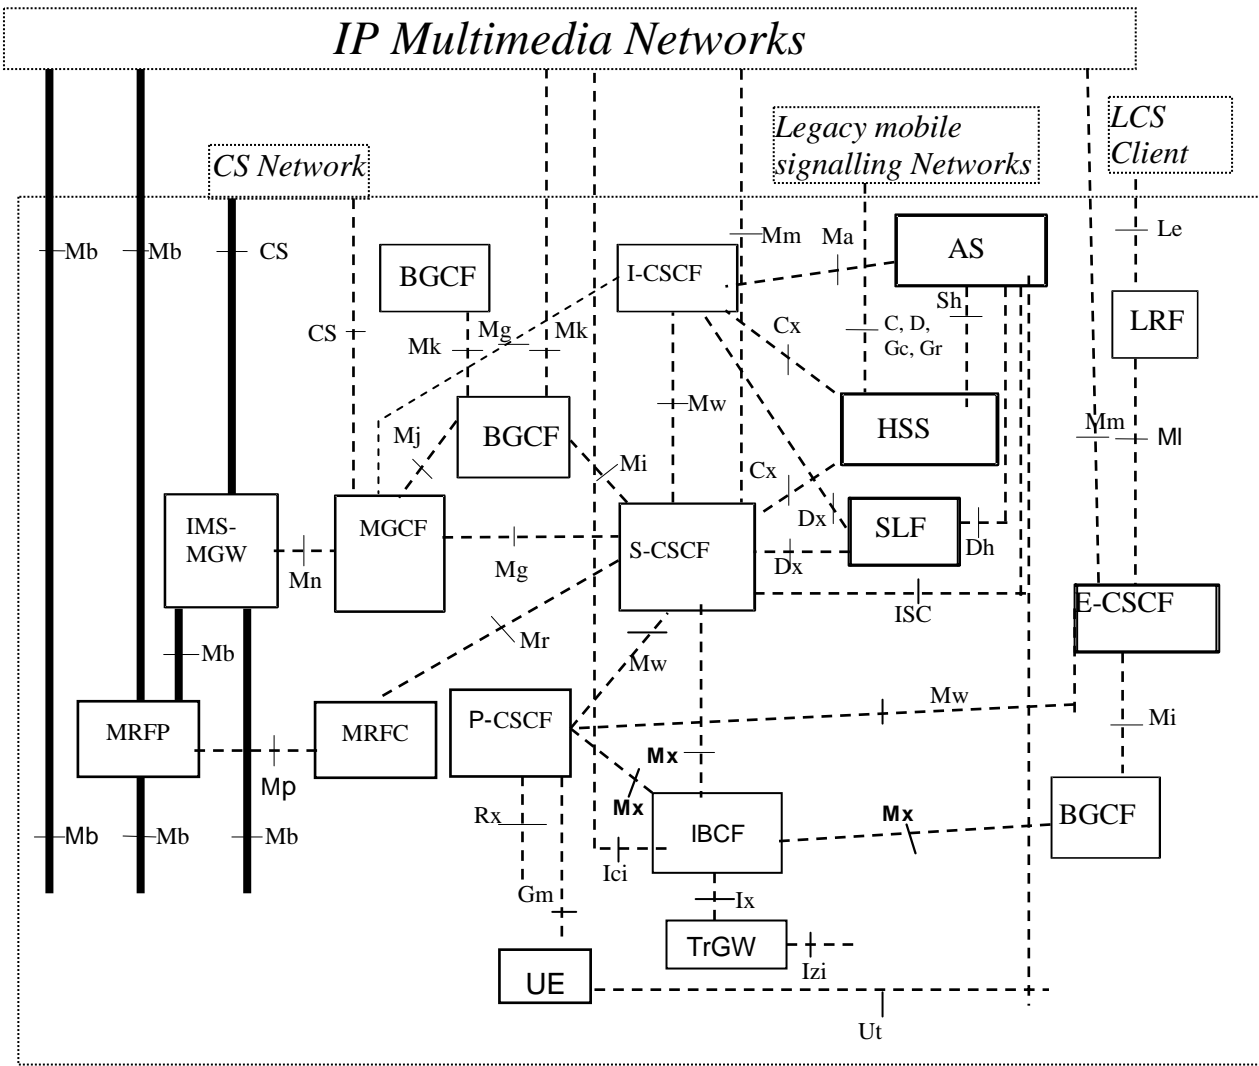 IP Multimedia Networks
LCS
Client
Legacy mobile
signalling Networks
CS Network
Mb
Mb
CS
BGCF
I-CSCF
Mm
Ma
AS
Le
Sh
LRF
CS
Mk
Mg
Mk
Cx
C, D,
Gc, Gr
Mw
Mj
BGCF
Mi
HSS
Mm
Ml
Cx
IMS-
MGW
MGCF
S-CSCF
Dx
SLF
Dh
Mn
Mg
Dx
ISC
E-CSCF
Mr
Mb
Mw
Mw
MRFP
MRFC
P-CSCF
Mi
Mx
Mp
Mx
Mx
BGCF
Mb
Mb
Mb
Rx
IBCF
Ici
Gm
Ix
TrGW
Izi
UE
Ut